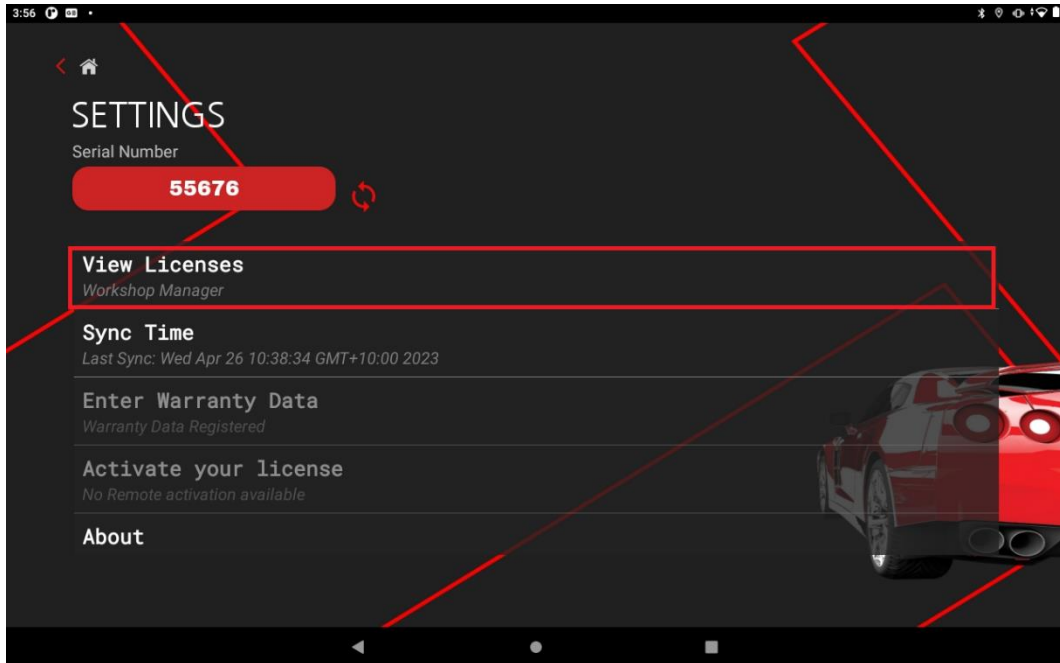 3:56
SETTINGS
Serial Number
55676
View Licenses
Workshop Manager
Sync Time
Last Sync: Wed Apr 26 10:38:34 GMT+10:00 2023
Enter Warranty Data
Warranty Data Registered
Activate your license
No Remote activation available
About